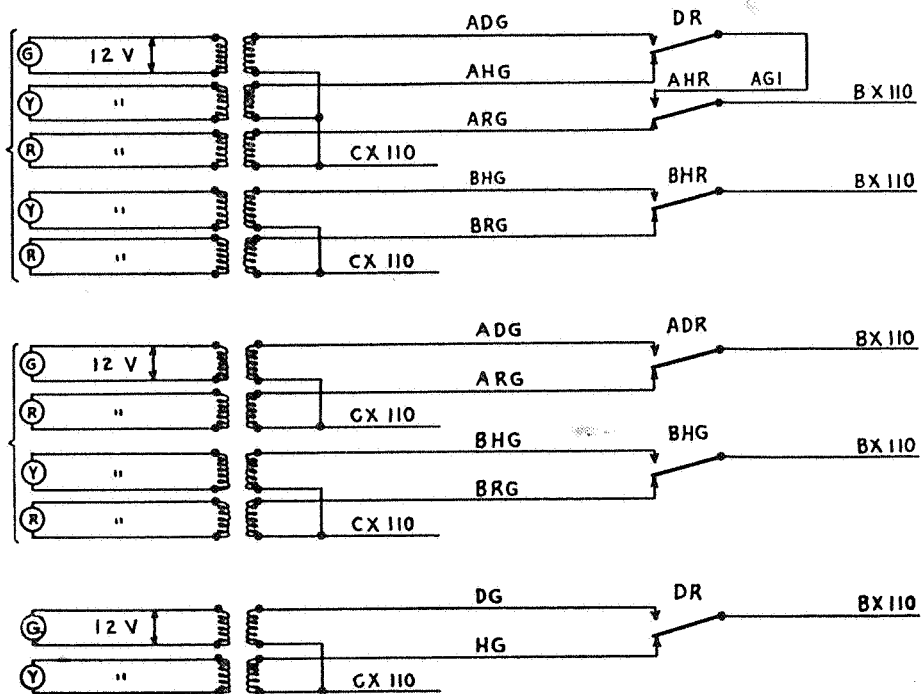 ADG DR
G 12 V
AHG AHR AG1 BX 110
Y "
ARG
R " CX 110
BHG BHR BX 110
Y "
BRG
R " CX 110
ADG ADR BX 110
G 12 V
ARG
R " CX 110
BHG BHG BX 110
Y "
BRG
R " CX 110
DG DR BX 110
G 12 V
HG
Y " CX 110